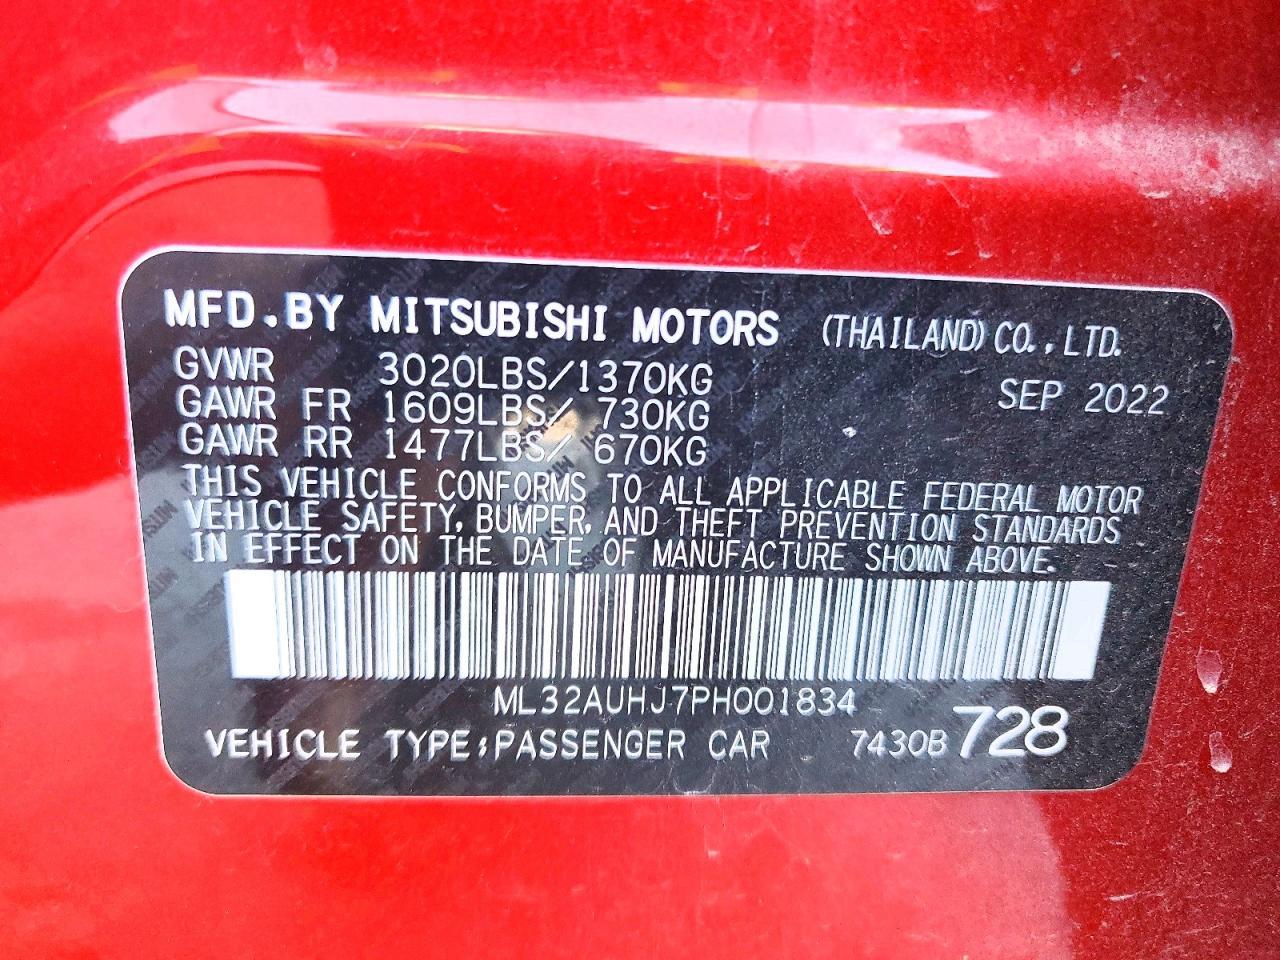 MFD.BY MITSUBISHI MOTORS (THAILAND) CO.,LTD.
GVWR 3020LBS/1370KG SEP 2022
GAWR FR 1609LBS/ 730KG
GAWR RR 1477LBS/ 670KG
THIS VEHICLE CONFORMS TO ALL APPLICABLE FEDERAL MOTOR
VEHICLE SAFETY, BUMPER, AND THEFT PREVENTION STANDARDS
IN EFFECT ON THE DATE OF MANUFACTURE SHOWN ABOVE.
ML32AUHJ7PH001834
VEHICLE TYPE;PASSENGER CAR 7430B 728